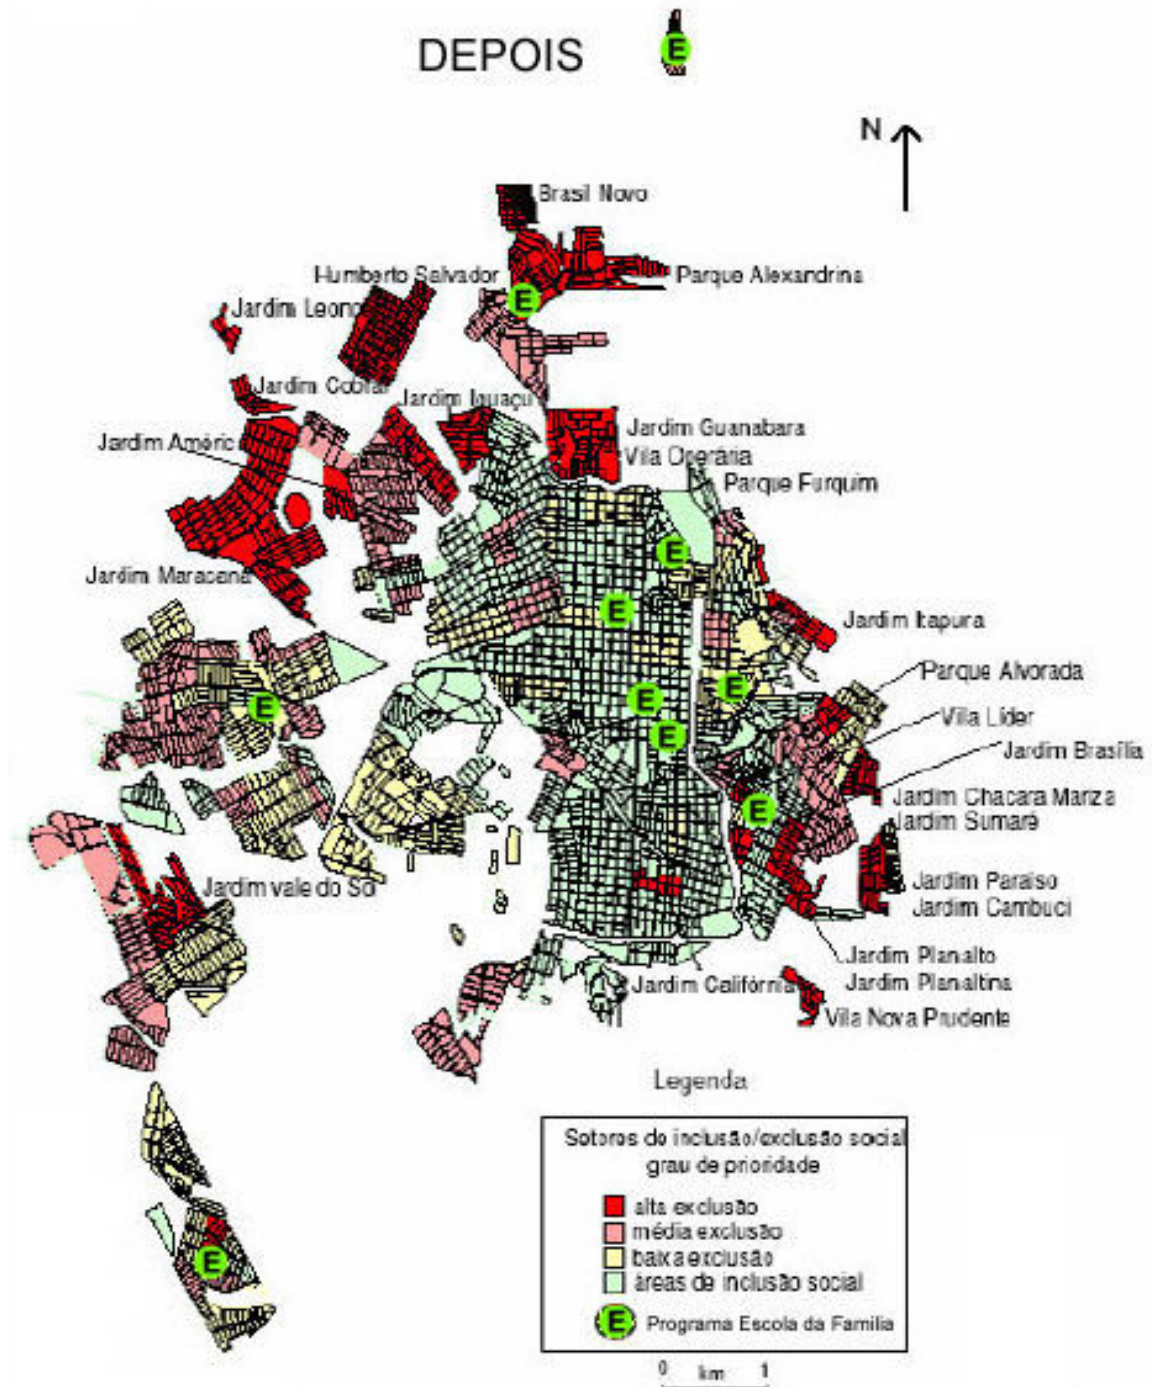 DEPOIS
E
N
Brasil Novo
Humberto Salvador
Parque Alexandrina
E
Jardim Leono
Jardim Cobral
Jardim Iguaçu
Jardim Guanabara
Jardim Améric
Vila Operária
Parque Furquim
E
Jardim Maracanã
E
Jardim Itapura
Parque Alvorada
E
E
E
Vila Líder
E
Jardim Brasília
E
Jardim Chacara Mariza
Jardim Sumaré
Jardim vale do Sol
Jardim Paraiso
Jardim Cambuci
Jardim Planalto
Jardim Califórnia
Jardim Planaltina
Vila Nova Prudente
Legenda
Setores de inclusão/exclusão social
grau de prioridade
alta exclusão
média exclusão
baixa exclusão
áreas de inclusão social
E
E Programa Escola da Familia
0 km 1